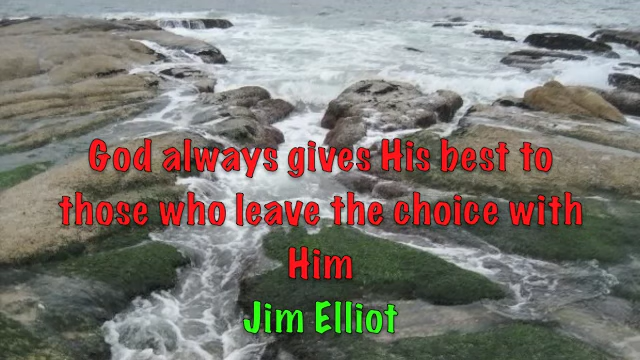 God always gives His best to
those who leave the choice with
Him
Jim Elliot